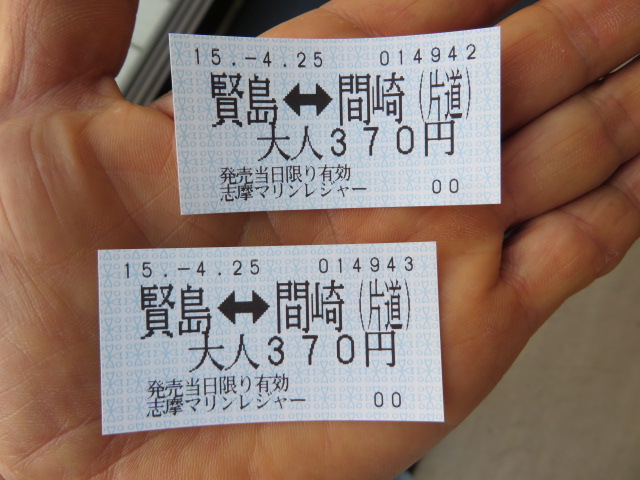 15.-4.25 014942
賢島↔間崎(片道)
大人370円
発売当日限り有効
志摩マリンレジャー 00
15.-4.25 014943
賢島↔間崎(片道)
大人370円
発売当日限り有効
志摩マリンレジャー 00